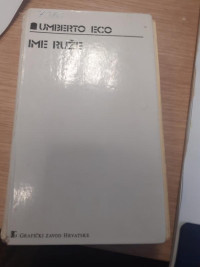 UMBERTO ECO
IME RUŽE
GRAFIČKI ZAVOD HRVATSKE